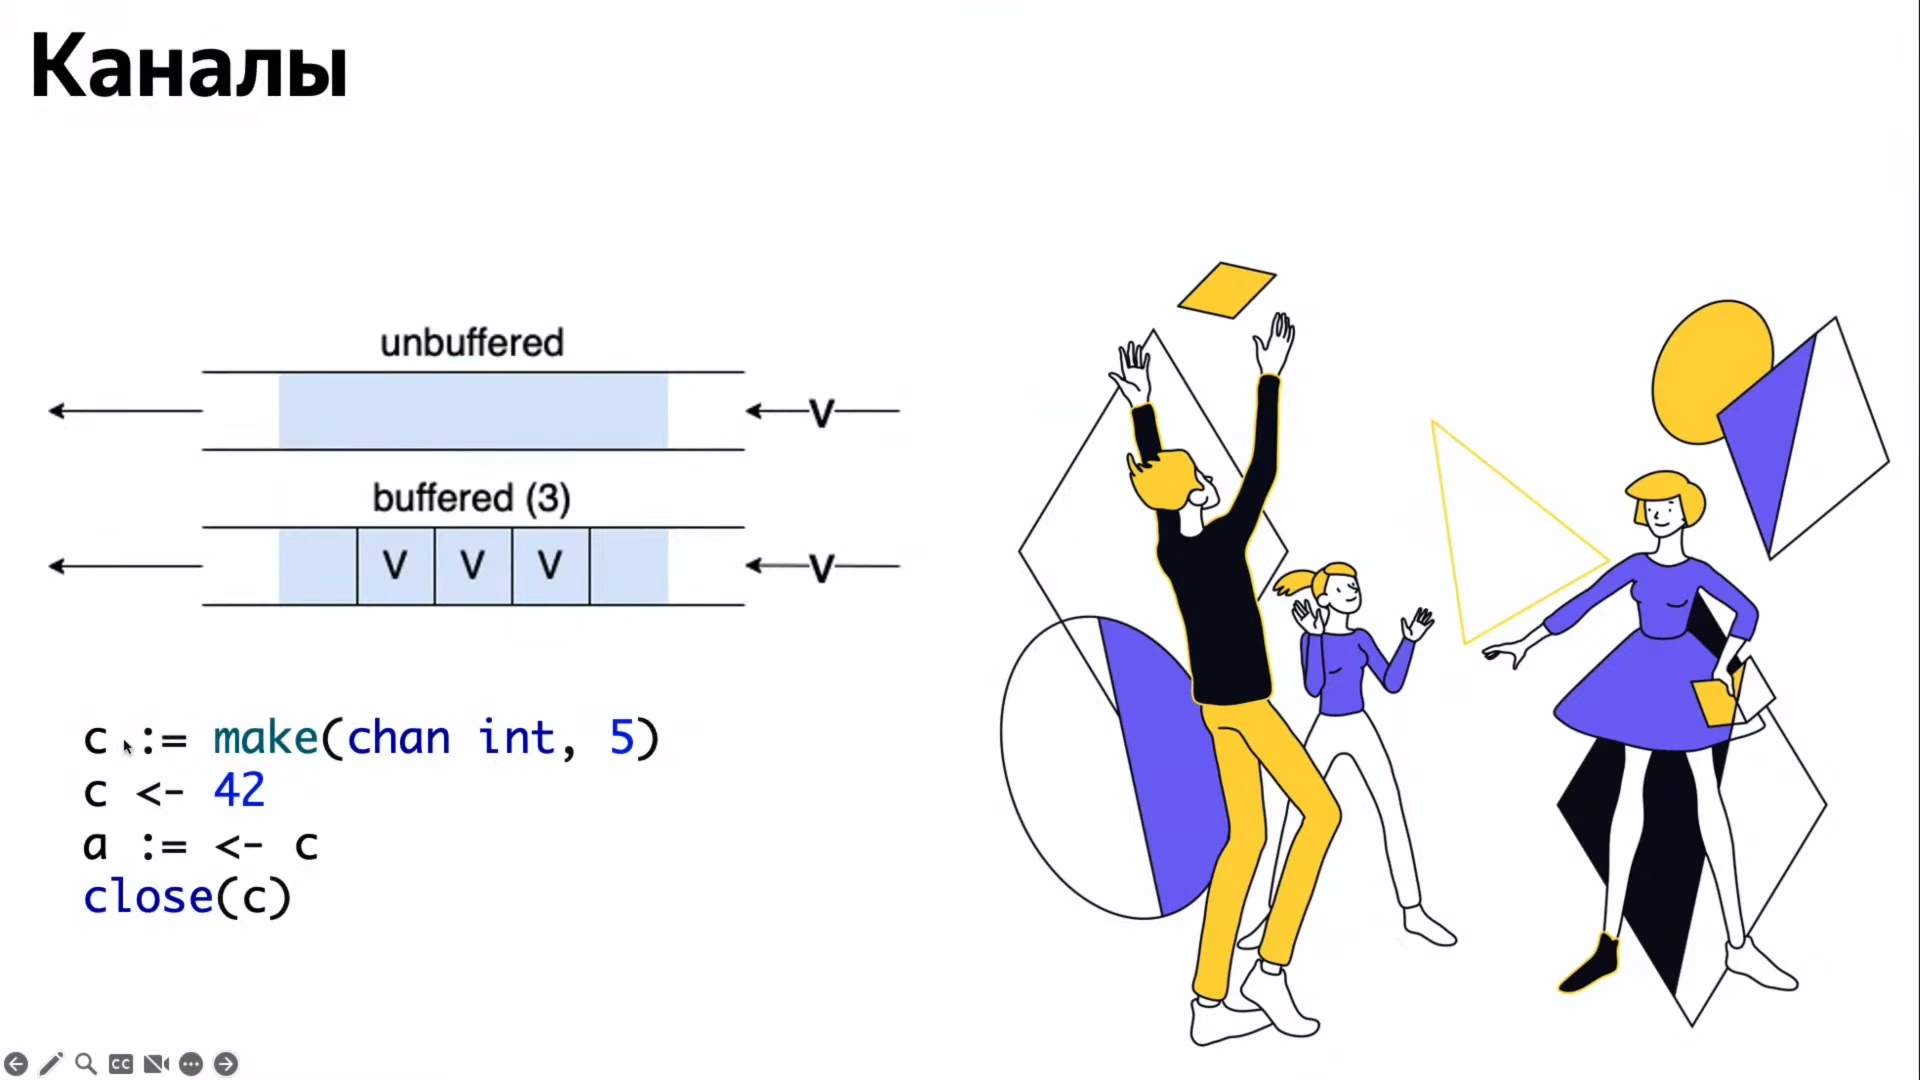 Каналы
unbuffered
V
buffered (3)
V V V V
c := make(chan int, 5)
c <- 42
a := <- c
close(c)
CC